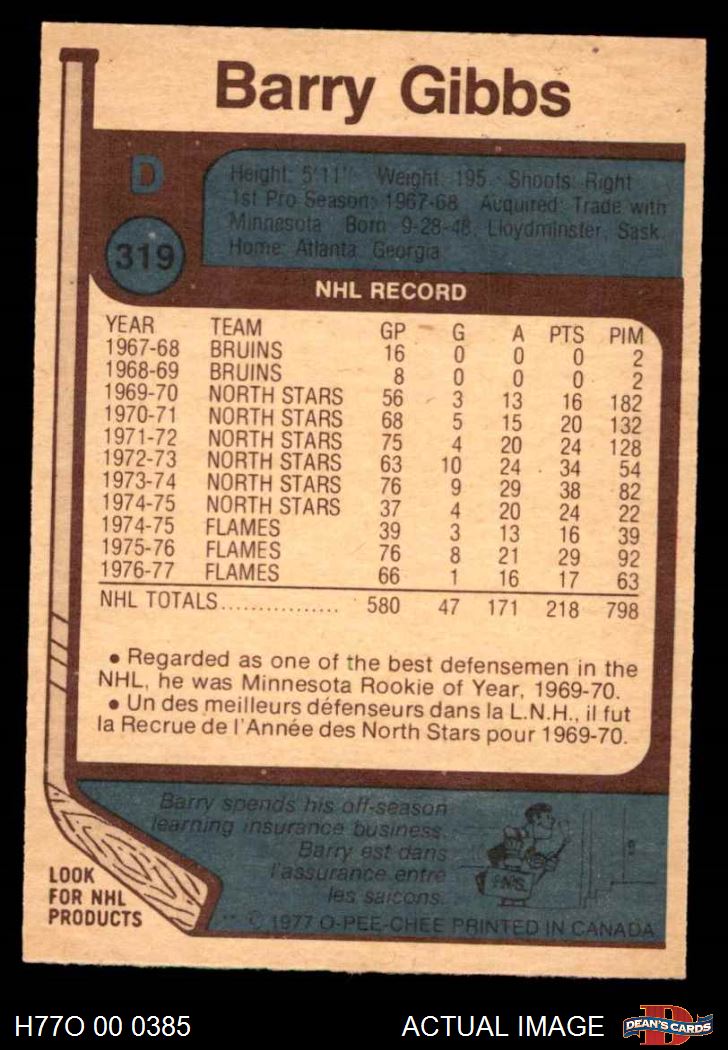 Barry Gibbs
D
319
Height: 5'11" Weight: 195 Shoots: Right
1st Pro Season: 1967-68 Acquired: Trade with
Minnesota Born 9-28-48, Lloydminster, Sask.
Home: Atlanta, Georgia
NHL RECORD
YEAR TEAM GP G A PTS PIM
1967-68 BRUINS 16 0 0 0 2
1968-69 BRUINS 8 0 0 0 2
1969-70 NORTH STARS 56 3 13 16 182
1970-71 NORTH STARS 68 5 15 20 132
1971-72 NORTH STARS 75 4 20 24 128
1972-73 NORTH STARS 63 10 24 34 54
1973-74 NORTH STARS 76 9 29 38 82
1974-75 NORTH STARS 37 4 20 24 22
1974-75 FLAMES 39 3 13 16 39
1975-76 FLAMES 76 8 21 29 92
1976-77 FLAMES 66 1 16 17 63
NHL TOTALS................ 580 47 171 218 798
• Regarded as one of the best defensemen in the
NHL, he was Minnesota Rookie of Year, 1969-70.
• Un des meilleurs défenseurs dans la L.N.H., il fut
la Recrue de l'Année des North Stars pour 1969-70.
Barry spends his off-season
learning insurance business.
Barry est dans
l'assurance entre
les saicons.
INS.
LOOK
FOR NHL
PRODUCTS
© 1977 O-PEE-CHEE PRINTED IN CANADA
H77O 00 0385 ACTUAL IMAGE
DEAN'S CARDS